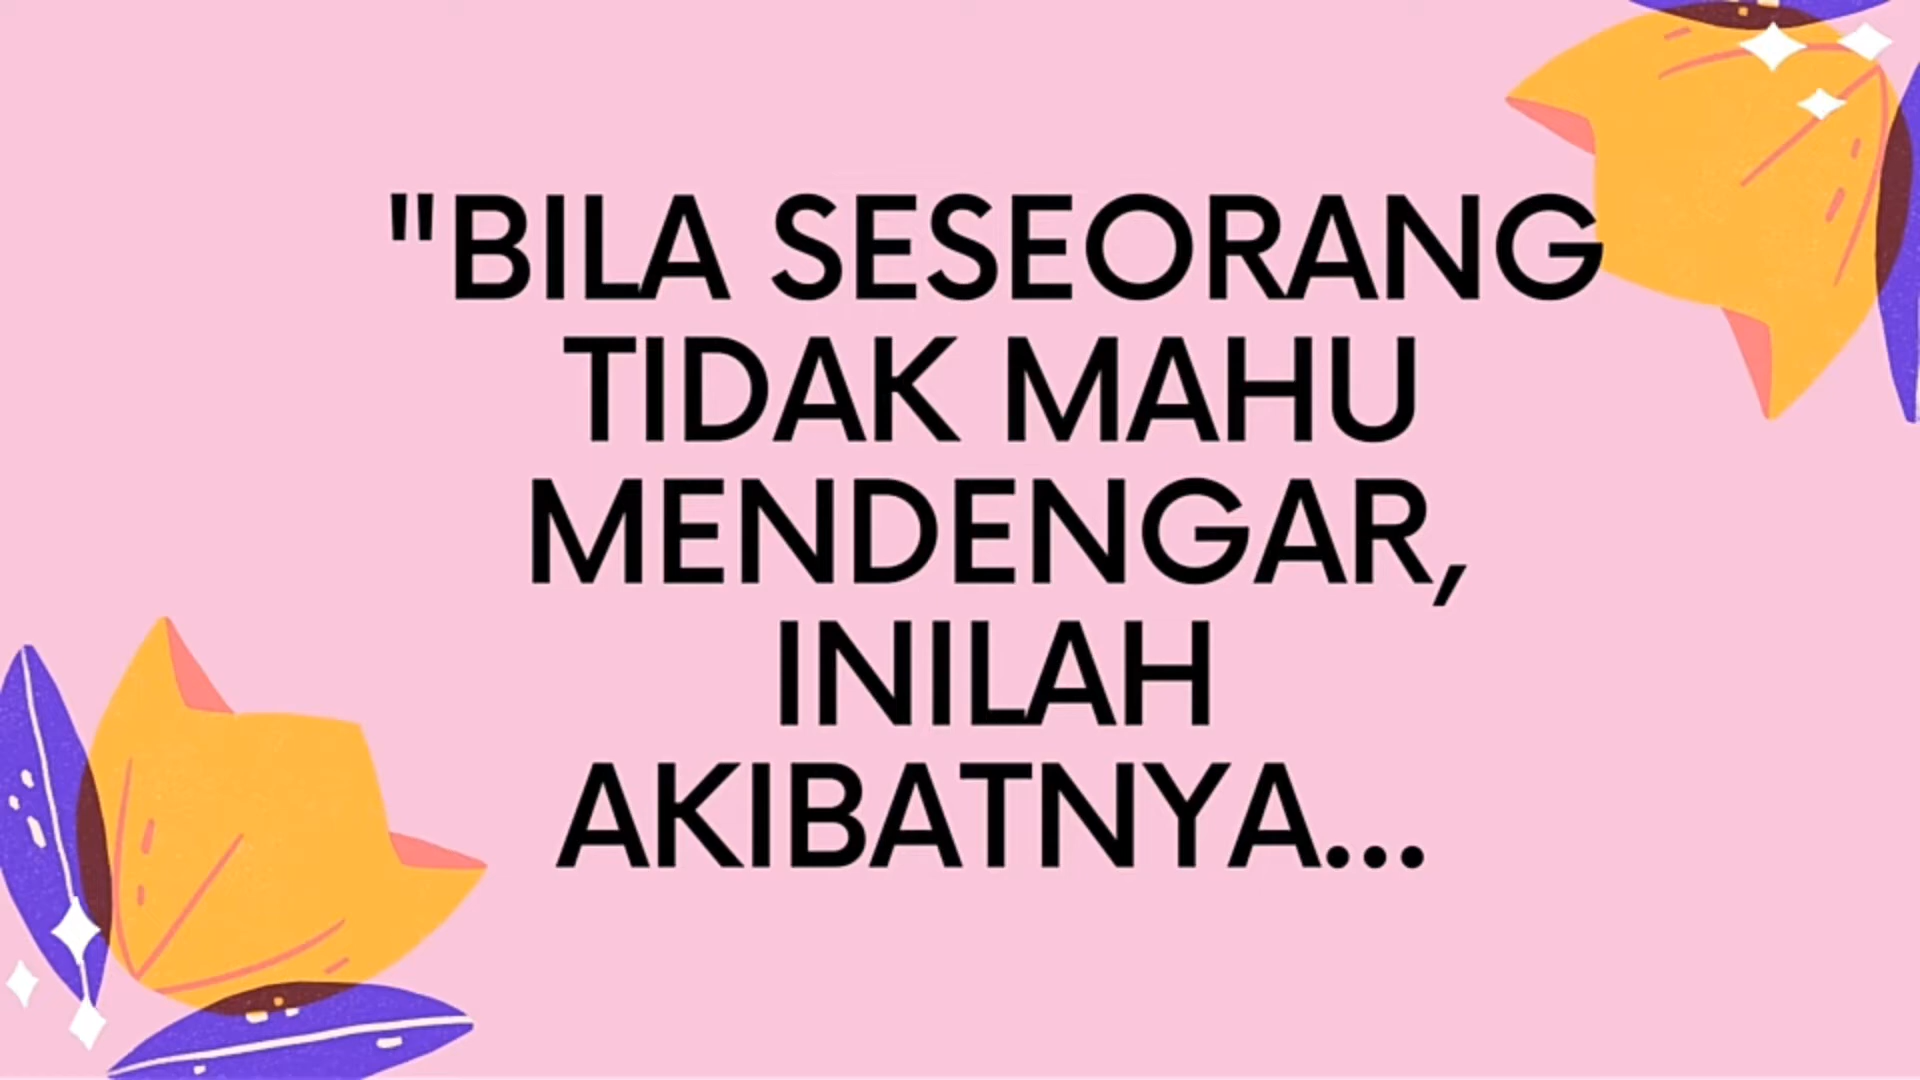 "BILA SESEORANG
TIDAK MAHU
MENDENGAR,
INILAH
AKIBATNYA...